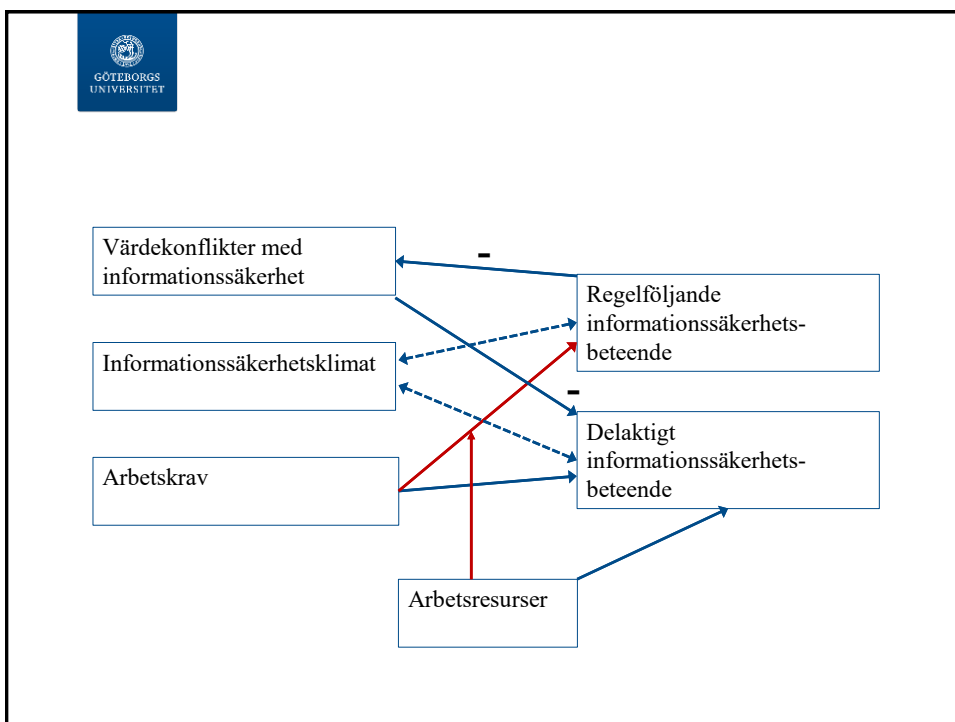 GÖTEBORGS
UNIVERSITET
Värdekonflikter med
informationssäkerhet
-
Regelföljande
informationssäkerhets-
beteende
Informationssäkerhetsklimat
-
Delaktigt
informationssäkerhets-
beteende
Arbetskrav
Arbetsresurser